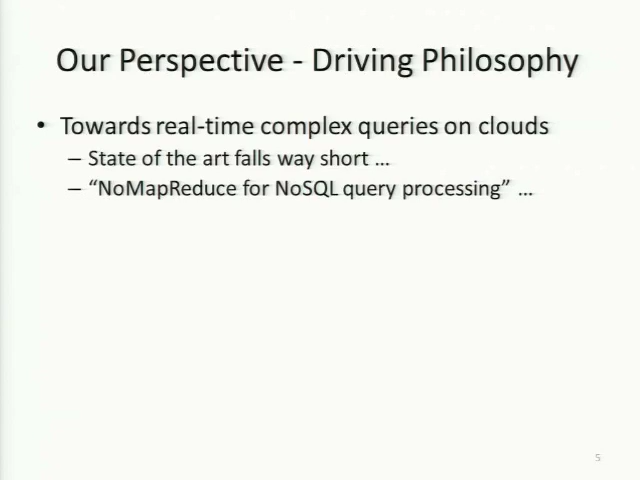 Our Perspective - Driving Philosophy
• Towards real-time complex queries on clouds
– State of the art falls way short ...
– “NoMapReduce for NoSQL query processing” ...
5